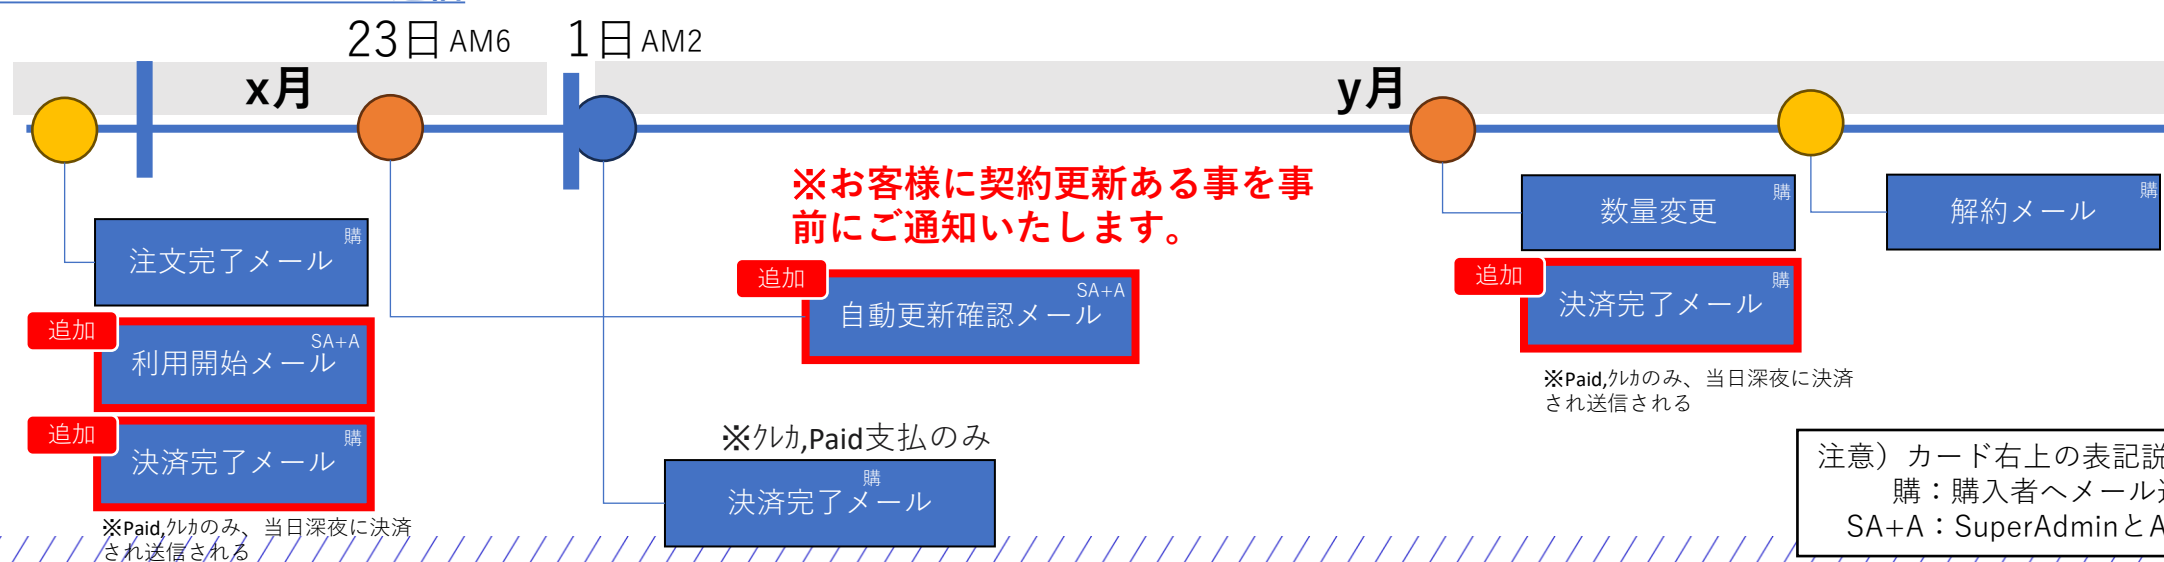 23日 AM6
1日 AM2
x月
y月
※お客様に契約更新ある事を事
前にご通知いたします。
購
注文完了メール
追加
SA+A
利用開始メール
追加
購
決済完了メール
※Paid,ｸﾚｶのみ、当日深夜に決済
され送信される
追加
SA+A
自動更新確認メール
※ｸﾚｶ,Paid支払のみ
購
決済完了メール
購
数量変更
追加
購
決済完了メール
※Paid,ｸﾚｶのみ、当日深夜に決済
され送信される
購
解約メール
注意）カード右上の表記説
購：購入者へメール
SA+A：SuperAdminとA